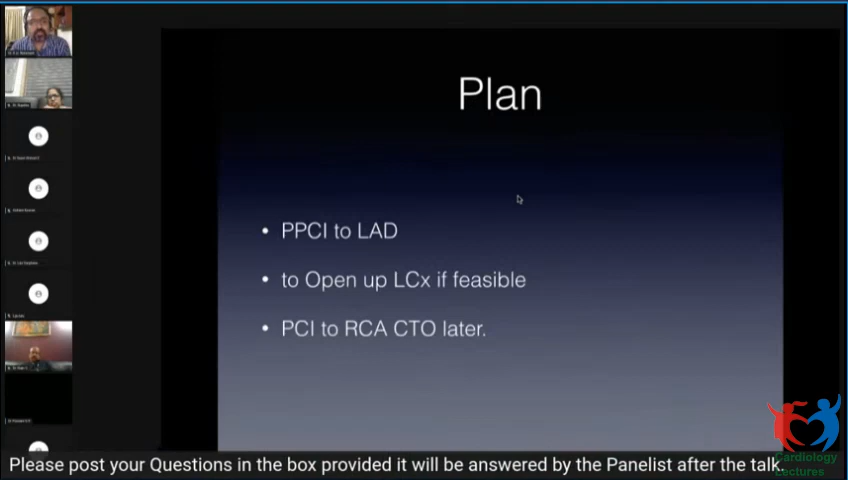 Plan
• PPCI to LAD
• to Open up LCx if feasible
• PCI to RCA CTO later.
Cardiology
Lectures
Please post your Questions in the box provided it will be answered by the Panelist after the talk.